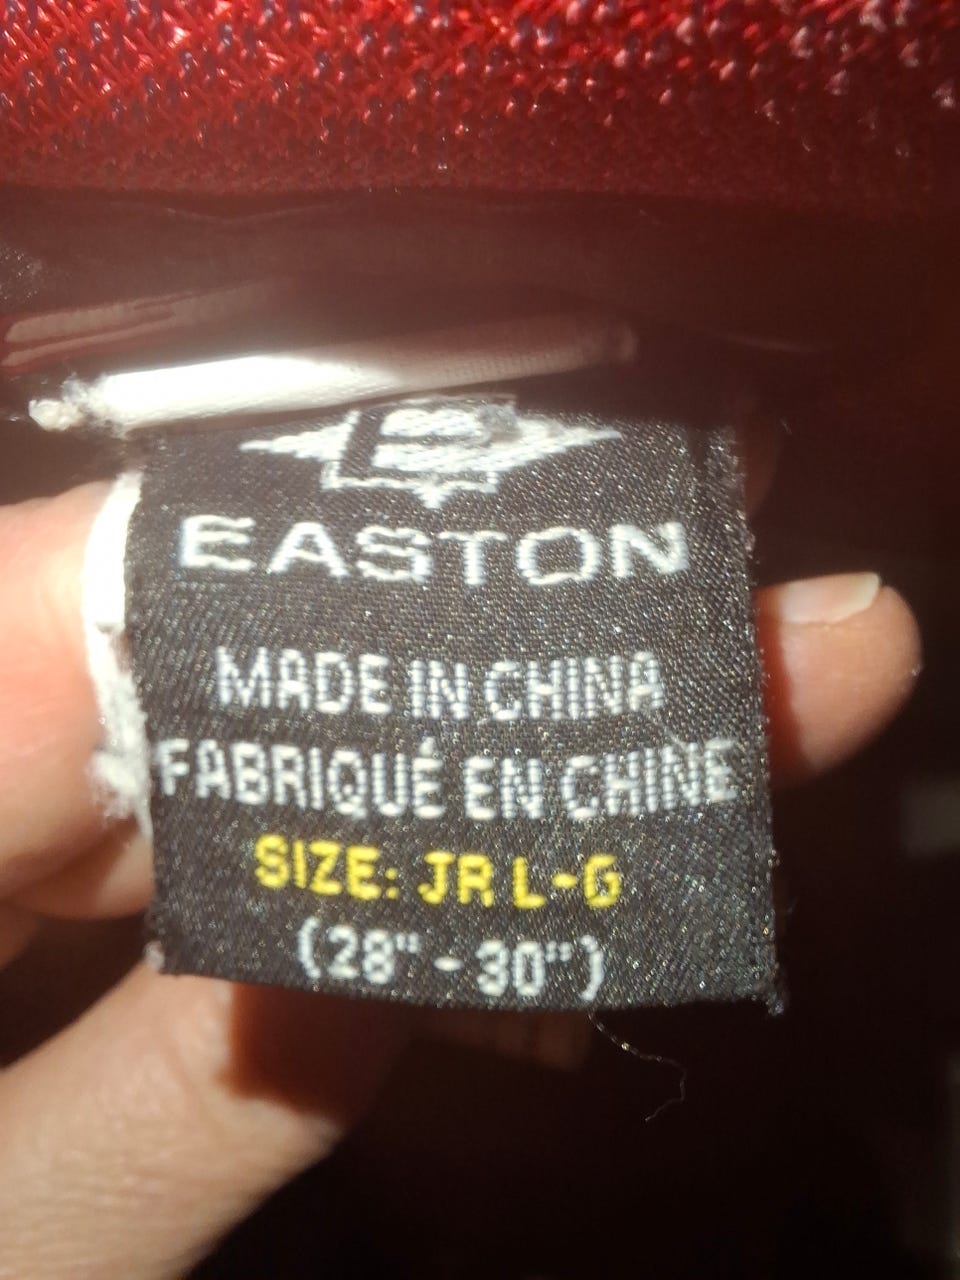 EASTON
MADE IN CHINA
FABRIQUÉ EN CHINE
SIZE: JR L-G
(28" - 30")